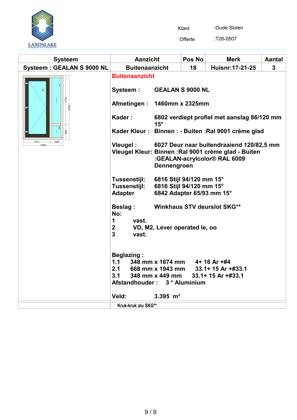 LANDSLAKE
Klant :Oude Sloten
Offerte :T26-0507
Systeem Aanzicht Pos No Merk Aantal
Systeem : GEALAN S 9000 NL Buitenaanzicht 18 Huisnr:17-21-25 3
Buitenaanzicht
Systeem : GEALAN S 9000 NL
Afmetingen : 1460mm x 2325mm
Kader : 6802 verdiept profiel met aanslag 86/120 mm
15°
Kader Kleur : Binnen : - Buiten :Ral 9001 crème glad
Vleugel : 6027 Deur naar buitendraaiend 120/82,5 mm
Vleugel Kleur: Binnen :Ral 9001 crème glad - Buiten
:GEALAN-acrylcolor® RAL 6009
Dennengroen
Tussenstijl: 6816 Stijl 94/120 mm 15°
Tussenstijl: 6816 Stijl 94/120 mm 15°
Adapter 6842 Adapter 65/93 mm 15°
Beslag : Winkhaus STV deurslot SKG**
No:
1 vast.
2 VD, M2, Lever operated le, oo
3 vast.
Beglazing :
1.1 348 mm x 1674 mm 4+ 16 Ar +#4
2.1 668 mm x 1943 mm 33.1+ 15 Ar +#33.1
3.1 348 mm x 449 mm 33.1+ 15 Ar +#33.1
Afstandhouder : 3 * Aluminium
Veld: 3.395 m²
Kruk-kruk alu SKG**
9 / 9